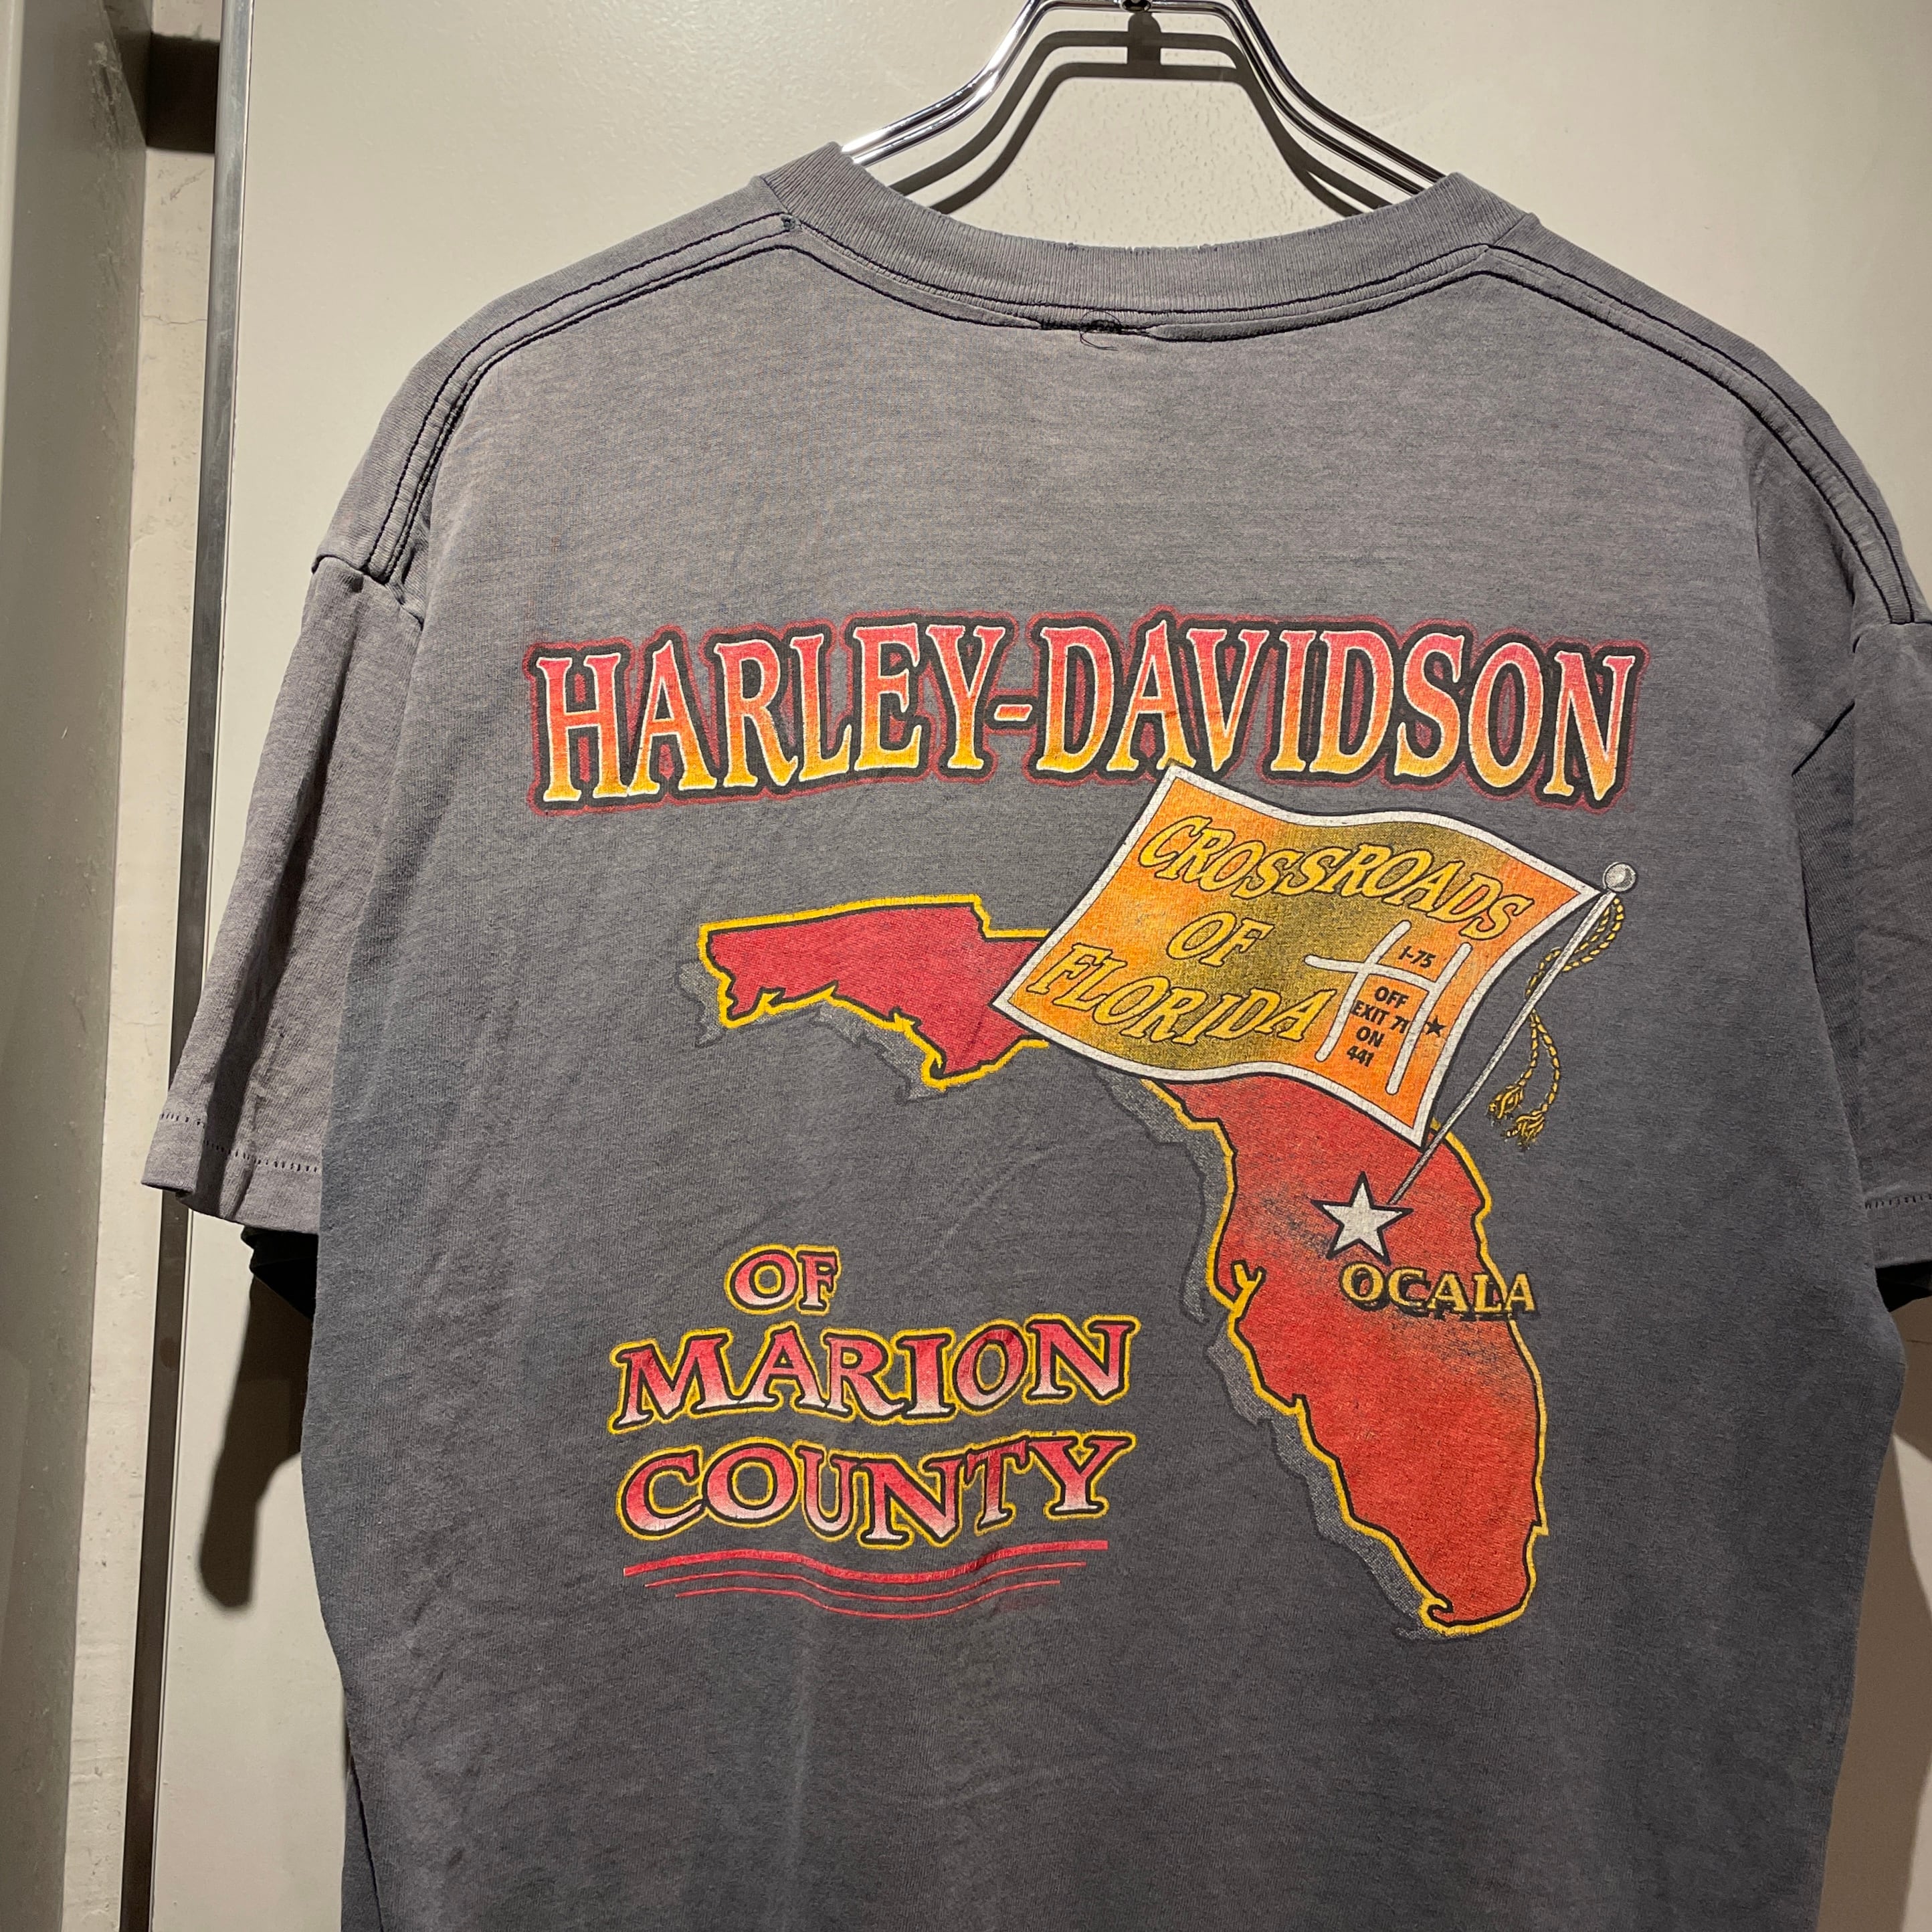 HARLEY-DAVIDSON
CROSSROADS
OF
FLORIDA
I-75
OFF
EXIT 71
ON
441
OCALA
OF
MARION
COUNTY